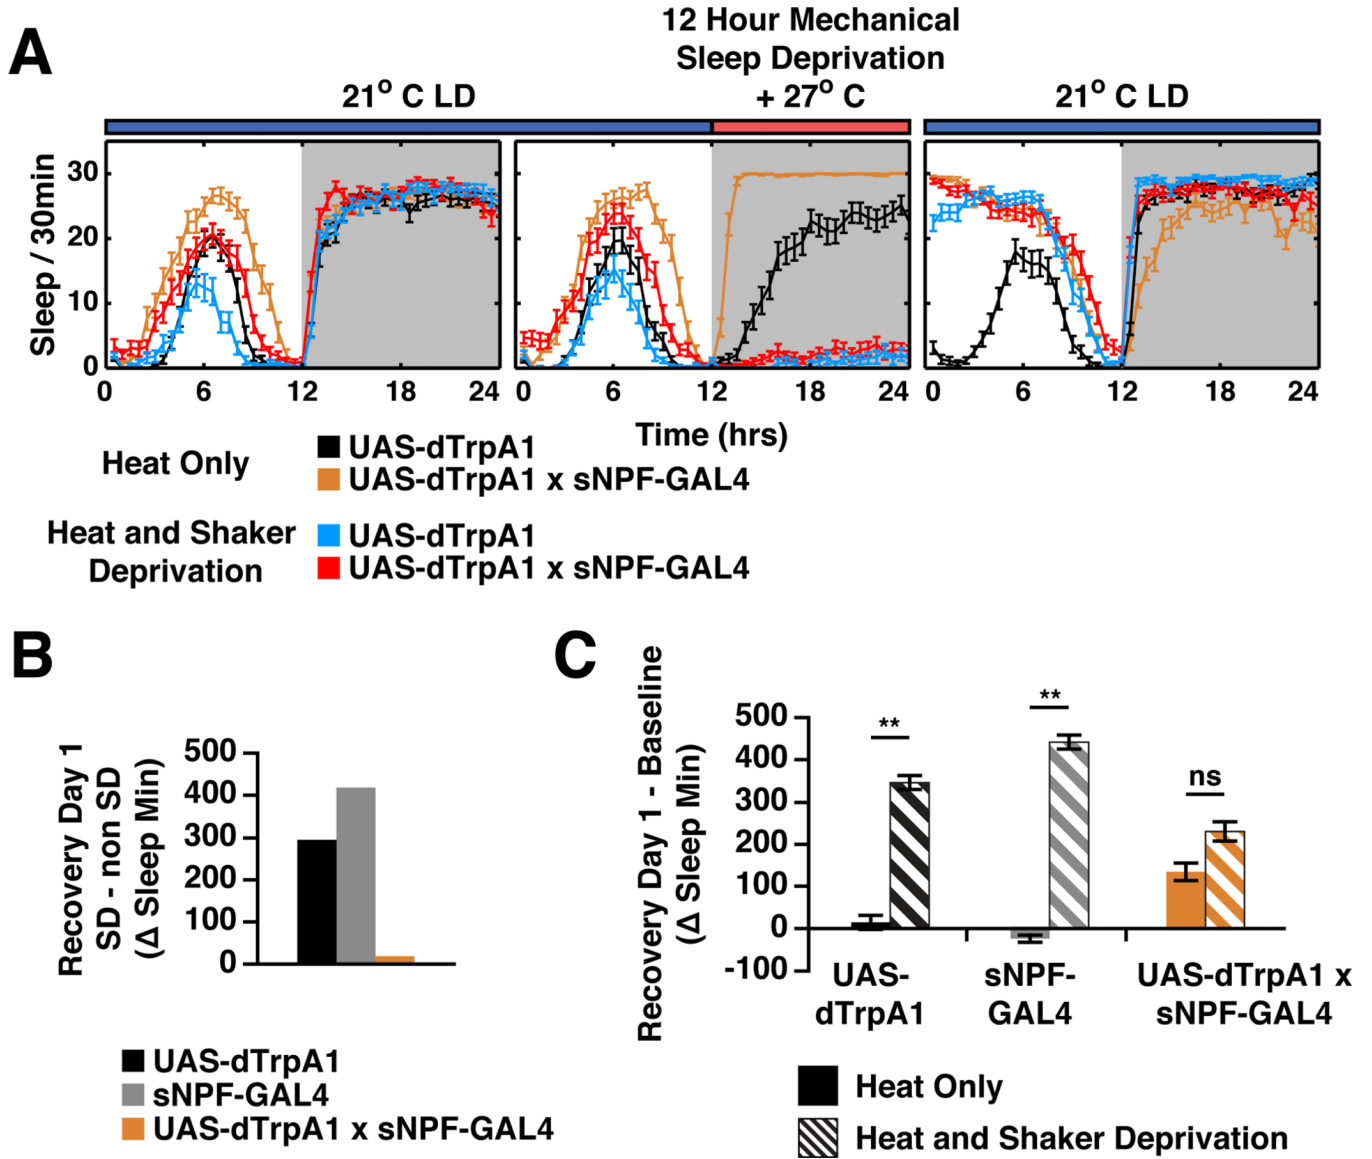 A
12 Hour Mechanical
Sleep Deprivation
21° C LD
+ 27° C
21° C LD
Sleep / 30min
30
20
10
0
0 6 12 18 24
0 6 12 18 24
0 6 12 18 24
Time (hrs)
Heat Only
UAS-dTrpA1
UAS-dTrpA1 x sNPF-GAL4
Heat and Shaker
Deprivation
UAS-dTrpA1
UAS-dTrpA1 x sNPF-GAL4
B
Recovery Day 1
SD - non SD
(Δ Sleep Min)
500
400
300
200
100
0
UAS-dTrpA1
sNPF-GAL4
UAS-dTrpA1 x sNPF-GAL4
C
Recovery Day 1 - Baseline
(Δ Sleep Min)
500
400
300
200
100
0
-100
**
**
ns
UAS-
dTrpA1
sNPF-
GAL4
UAS-dTrpA1 x
sNPF-GAL4
Heat Only
Heat and Shaker Deprivation